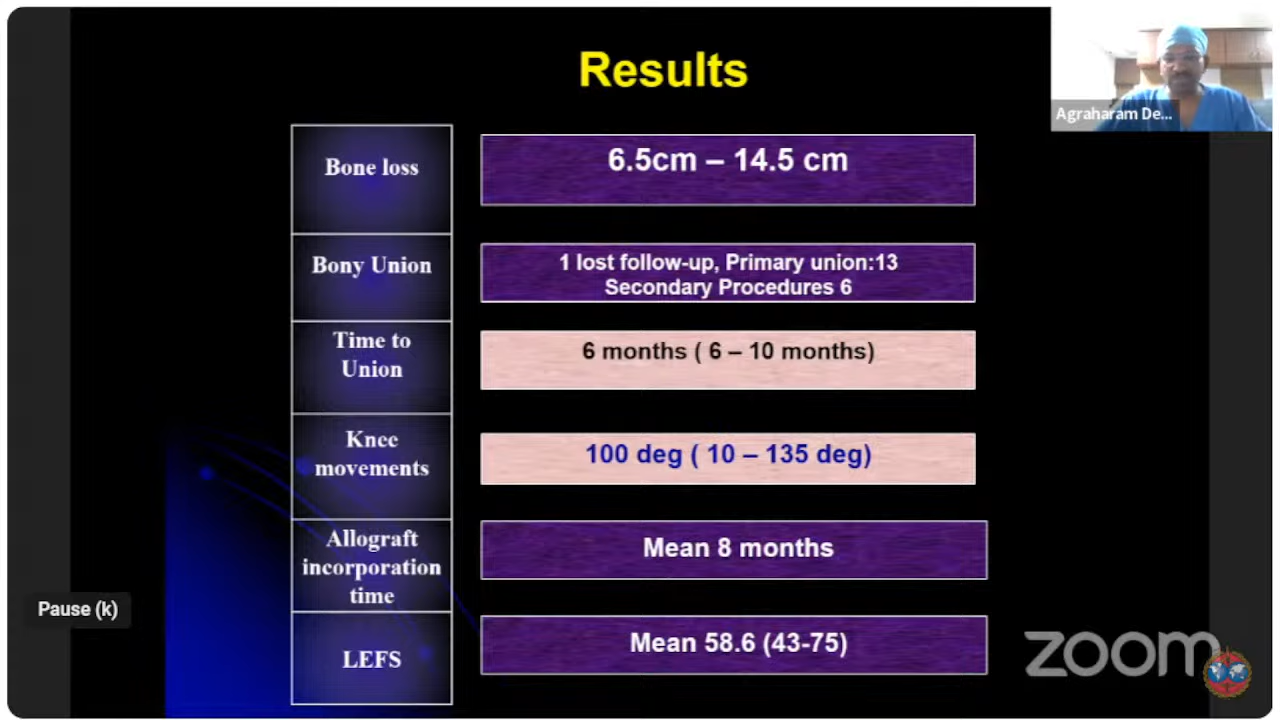 Results
Agraharam De...
Bone loss
6.5cm – 14.5 cm
Bony Union
1 lost follow-up, Primary union:13
Secondary Procedures 6
Time to
Union
6 months ( 6 – 10 months)
Knee
movements
100 deg ( 10 – 135 deg)
Allograft
incorporation
time
Mean 8 months
LEFS
Mean 58.6 (43-75)
Pause (k)
zoom